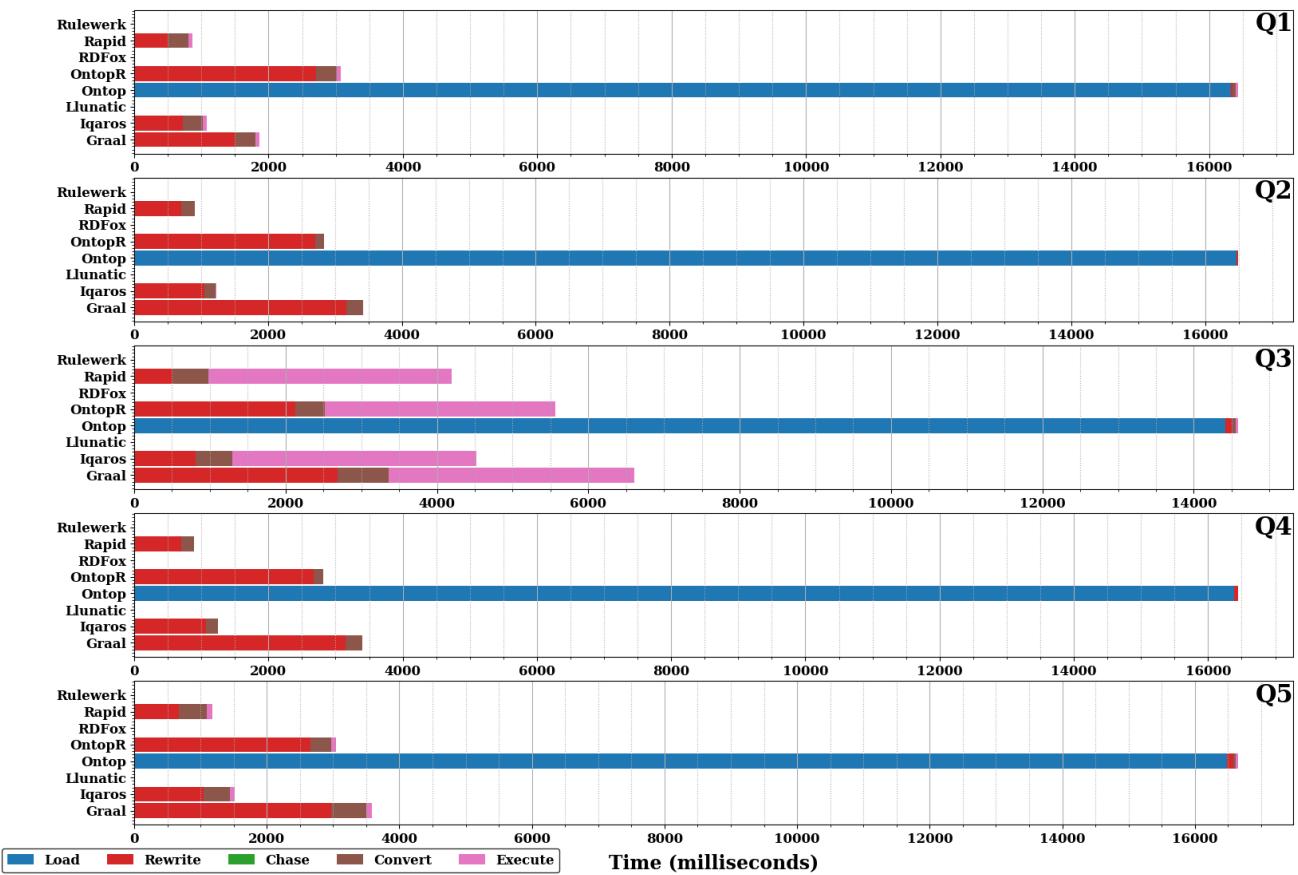 Q1
Rulewerk
Rapid
RDFox
OntopR
Ontop
Llunatic
Iqaros
Graal
0 2000 4000 6000 8000 10000 12000 14000 16000
Q2
Rulewerk
Rapid
RDFox
OntopR
Ontop
Llunatic
Iqaros
Graal
0 2000 4000 6000 8000 10000 12000 14000 16000
Q3
Rulewerk
Rapid
RDFox
OntopR
Ontop
Llunatic
Iqaros
Graal
0 2000 4000 6000 8000 10000 12000 14000
Q4
Rulewerk
Rapid
RDFox
OntopR
Ontop
Llunatic
Iqaros
Graal
0 2000 4000 6000 8000 10000 12000 14000 16000
Q5
Rulewerk
Rapid
RDFox
OntopR
Ontop
Llunatic
Iqaros
Graal
0 2000 4000 6000 8000 10000 12000 14000 16000
Load Rewrite Chase Convert Execute
Time (milliseconds)